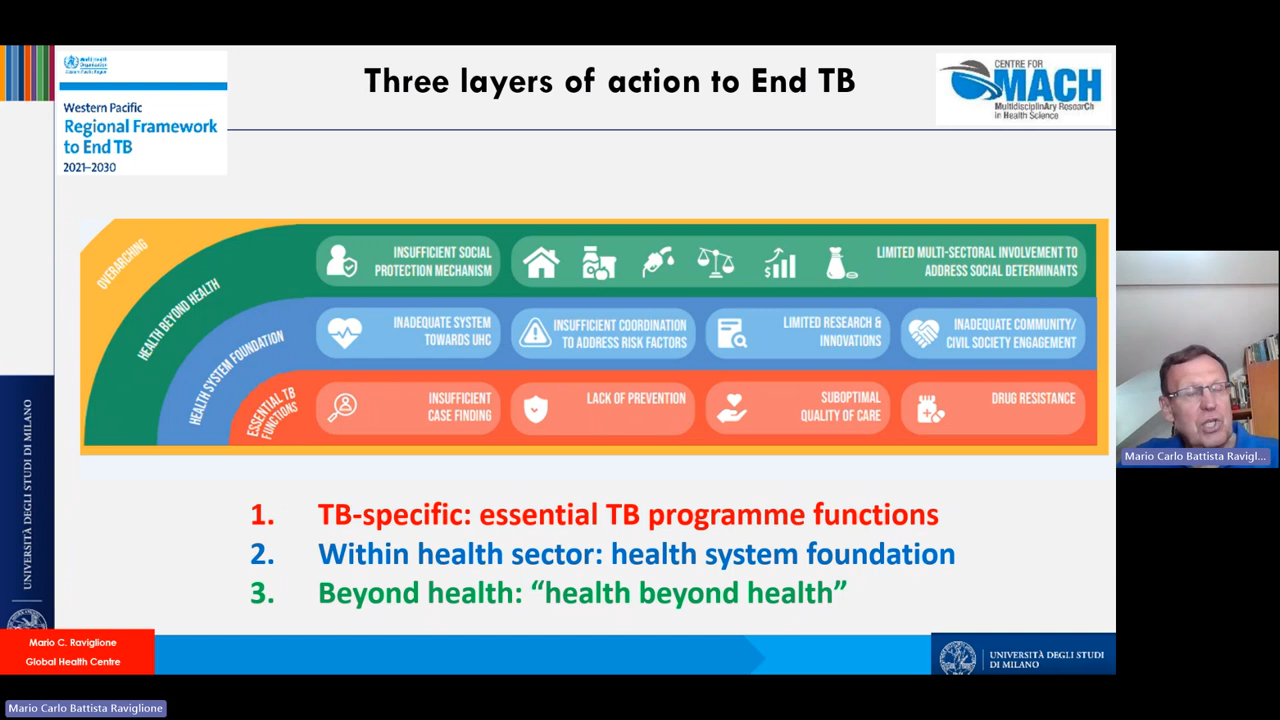 Three layers of action to End TB
World Health
Organization
Western Pacific Region
Western Pacific
Regional Framework
to End TB
2021–2030
CENTRE FOR
MACH
MultidisciplinAry ResearCh
in Health Science
OVERARCHING
HEALTH BEYOND HEALTH
HEALTH SYSTEM FOUNDATION
ESSENTIAL TB
FUNCTIONS
INSUFFICIENT SOCIAL
PROTECTION MECHANISM
LIMITED MULTI-SECTORAL INVOLVEMENT TO
ADDRESS SOCIAL DETERMINANTS
INADEQUATE SYSTEM
TOWARDS UHC
INSUFFICIENT COORDINATION
TO ADDRESS RISK FACTORS
LIMITED RESEARCH &
INNOVATIONS
INADEQUATE COMMUNITY/
CIVIL SOCIETY ENGAGEMENT
INSUFFICIENT
CASE FINDING
LACK OF PREVENTION
SUBOPTIMAL
QUALITY OF CARE
DRUG RESISTANCE
1. TB-specific: essential TB programme functions
2. Within health sector: health system foundation
3. Beyond health: “health beyond health”
UNIVERSITÀ DEGLI STUDI DI MILANO
Mario C. Raviglione
Global Health Centre
UNIVERSITÀ DEGLI STUDI
DI MILANO
Mario Carlo Battista Ravigl...
Mario Carlo Battista Raviglione